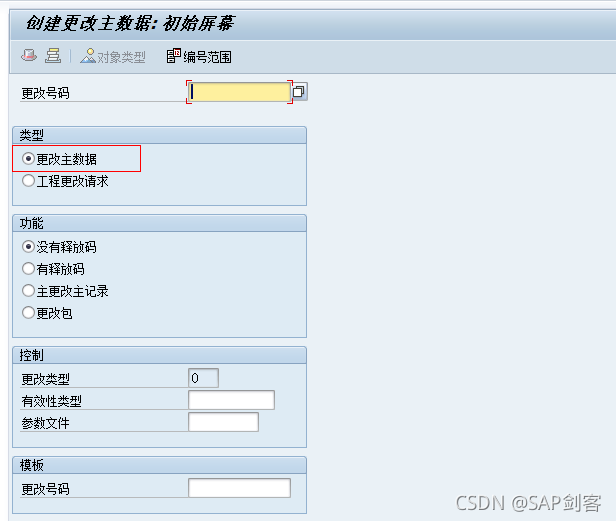 创建更改主数据:初始屏幕
对象类型 编号范围
更改号码
类型
更改主数据
工程更改请求
功能
没有释放码
有释放码
主更改主记录
更改包
控制
更改类型 0
有效性类型
参数文件
模板
更改号码
CSDN @SAP剑客